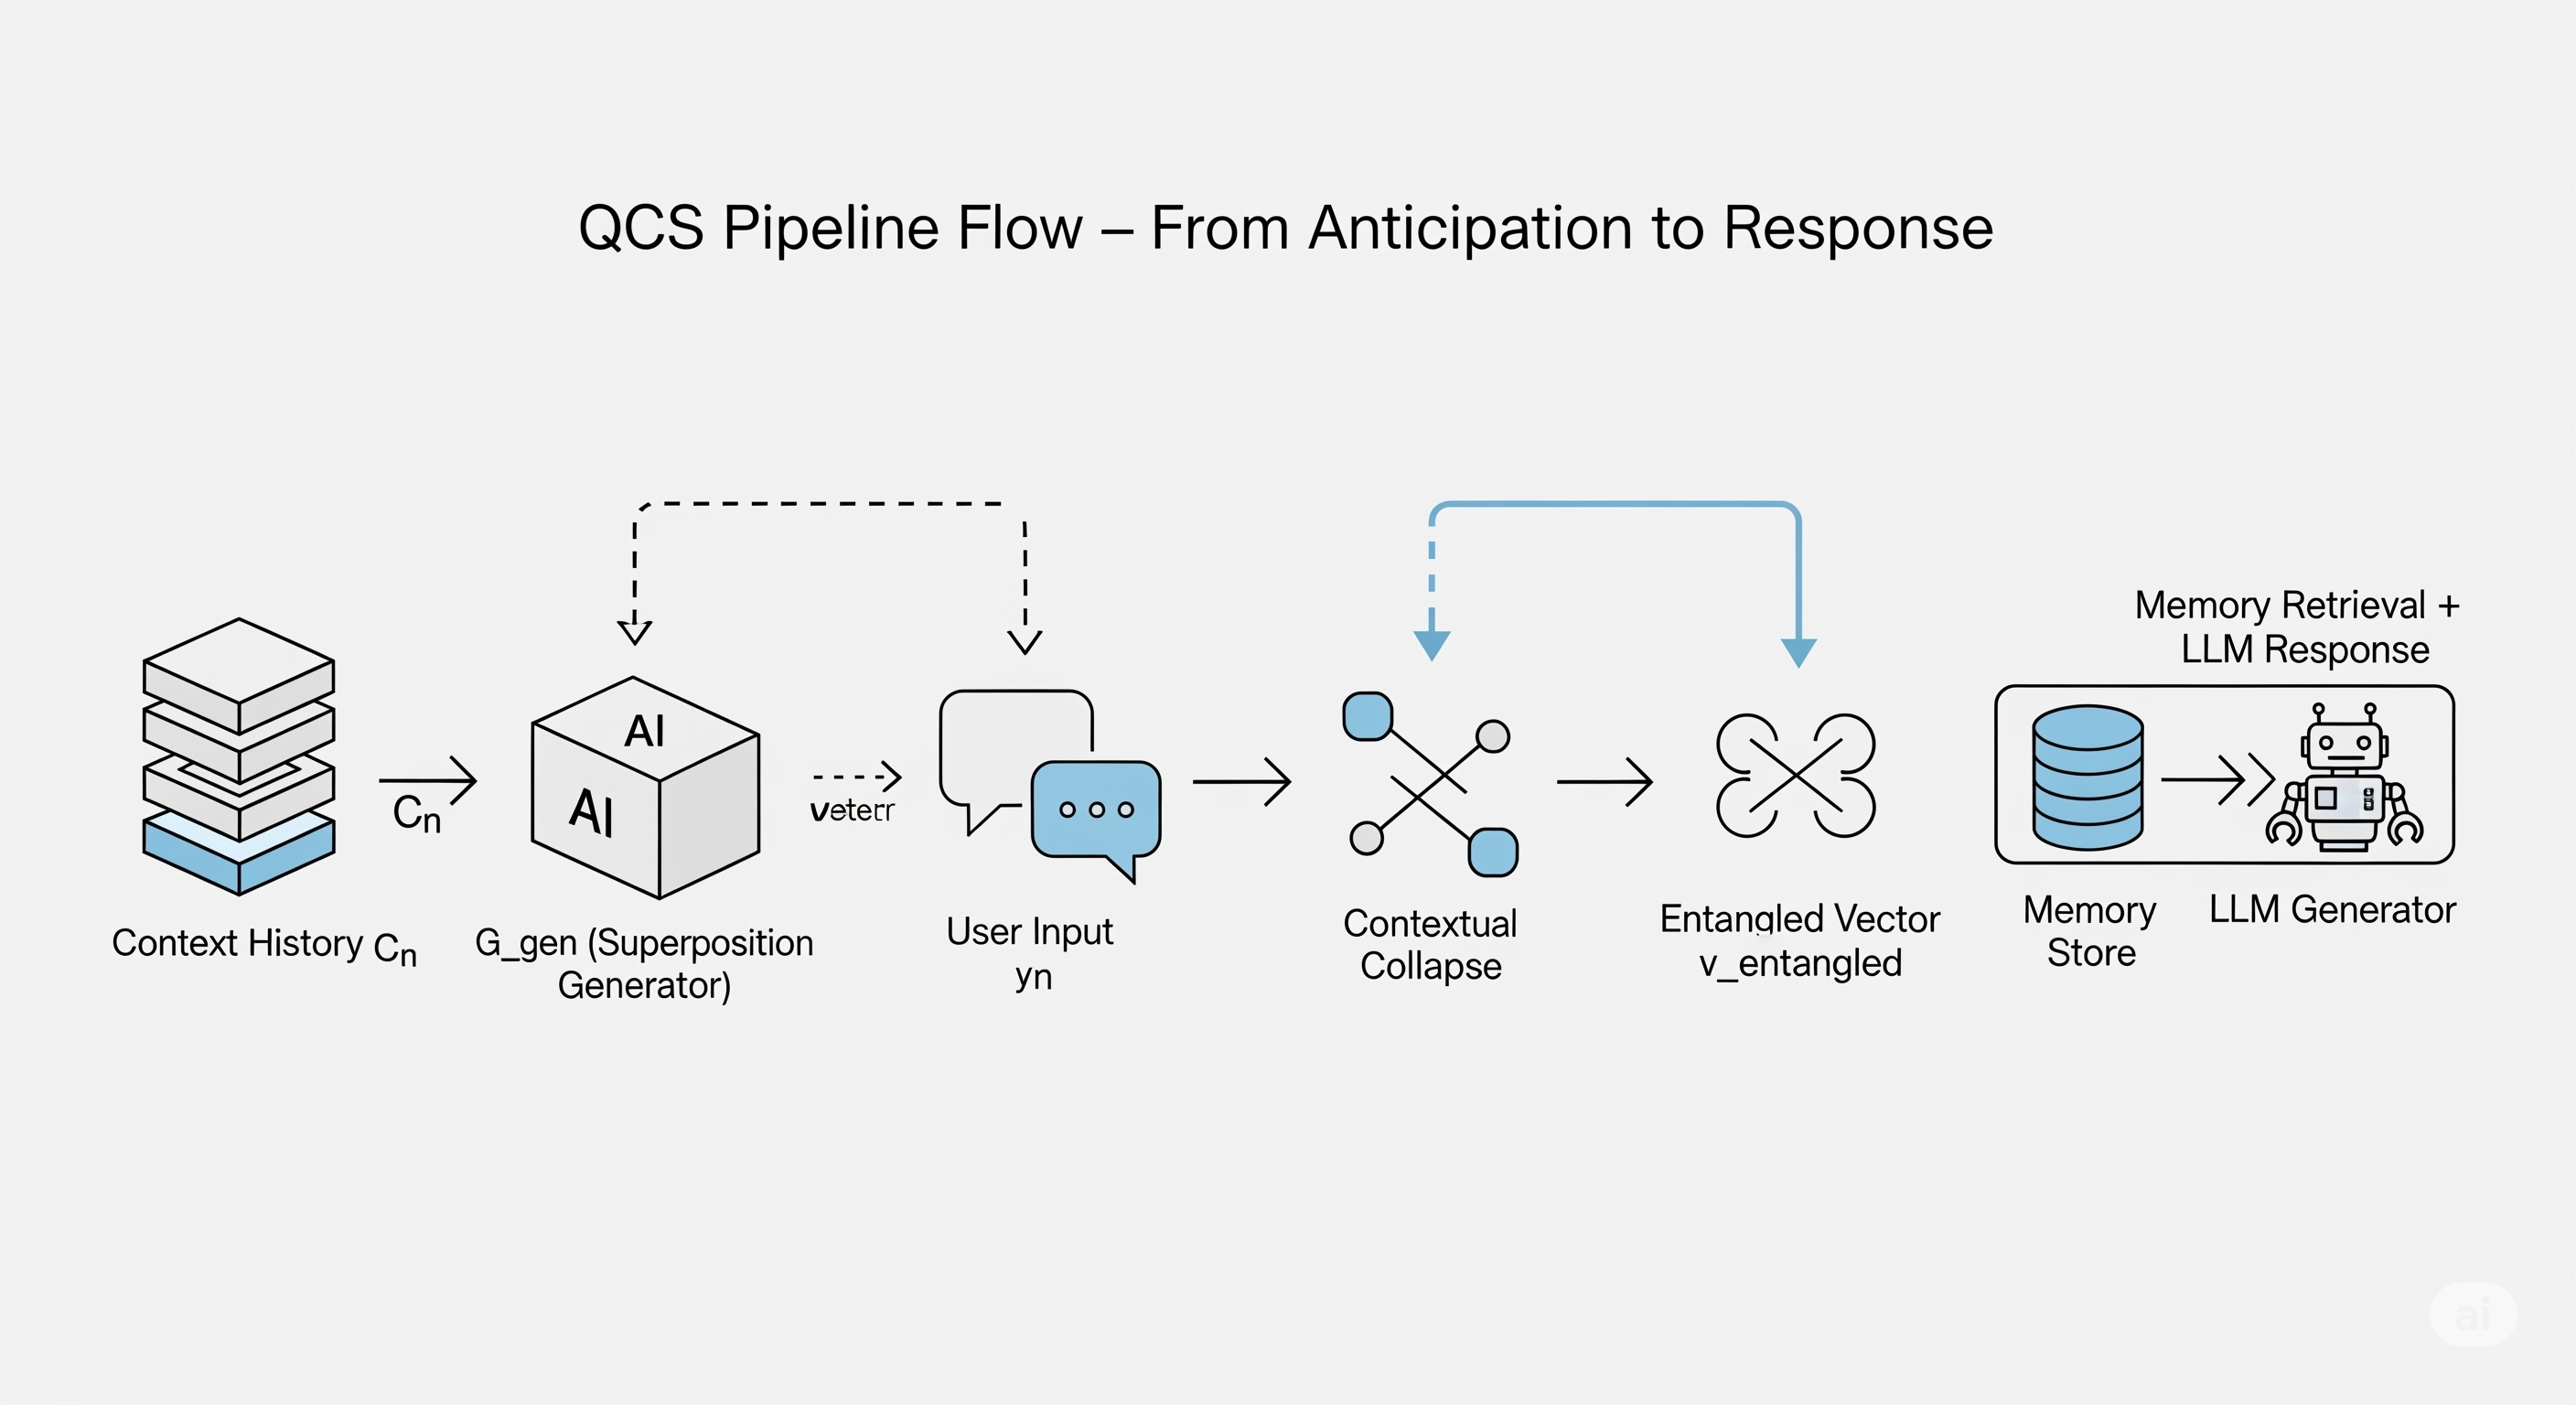 QCS Pipeline Flow – From Anticipation to Response
Memory Retrieval +
LLM Response
AI
AI
Cn
veterr
Context History Cn
G_gen (Superposition
Generator)
User Input
yn
Contextual
Collapse
Entangled Vector
v_entangled
Memory
Store
LLM Generator
ai